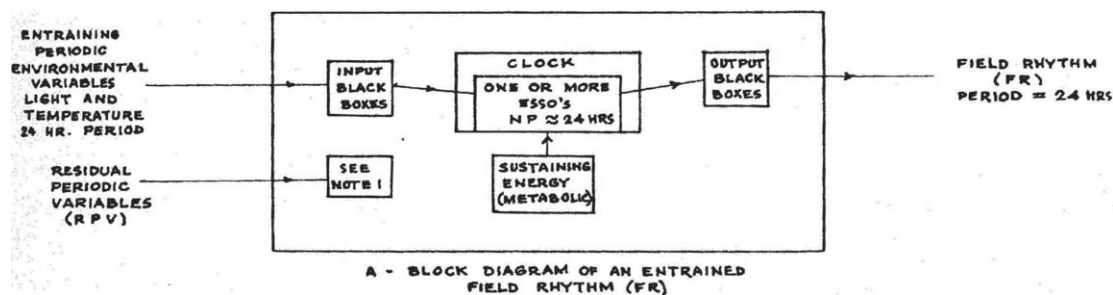 ENTRAINING
PERIODIC
ENVIRONMENTAL
VARIABLES
LIGHT AND
TEMPERATURE
24 HR. PERIOD
RESIDUAL
PERIODIC
VARIABLES
(RPV)
INPUT
BLACK
BOXES
SEE
NOTE 1
CLOCK
ONE OR MORE
ESSO'S
NP ≈ 24 HRS
SUSTAINING
ENERGY
(METABOLIC)
OUTPUT
BLACK
BOXES
FIELD RHYTHM
(FR)
PERIOD = 24 HRS
A - BLOCK DIAGRAM OF AN ENTRAINED
FIELD RHYTHM (FR)